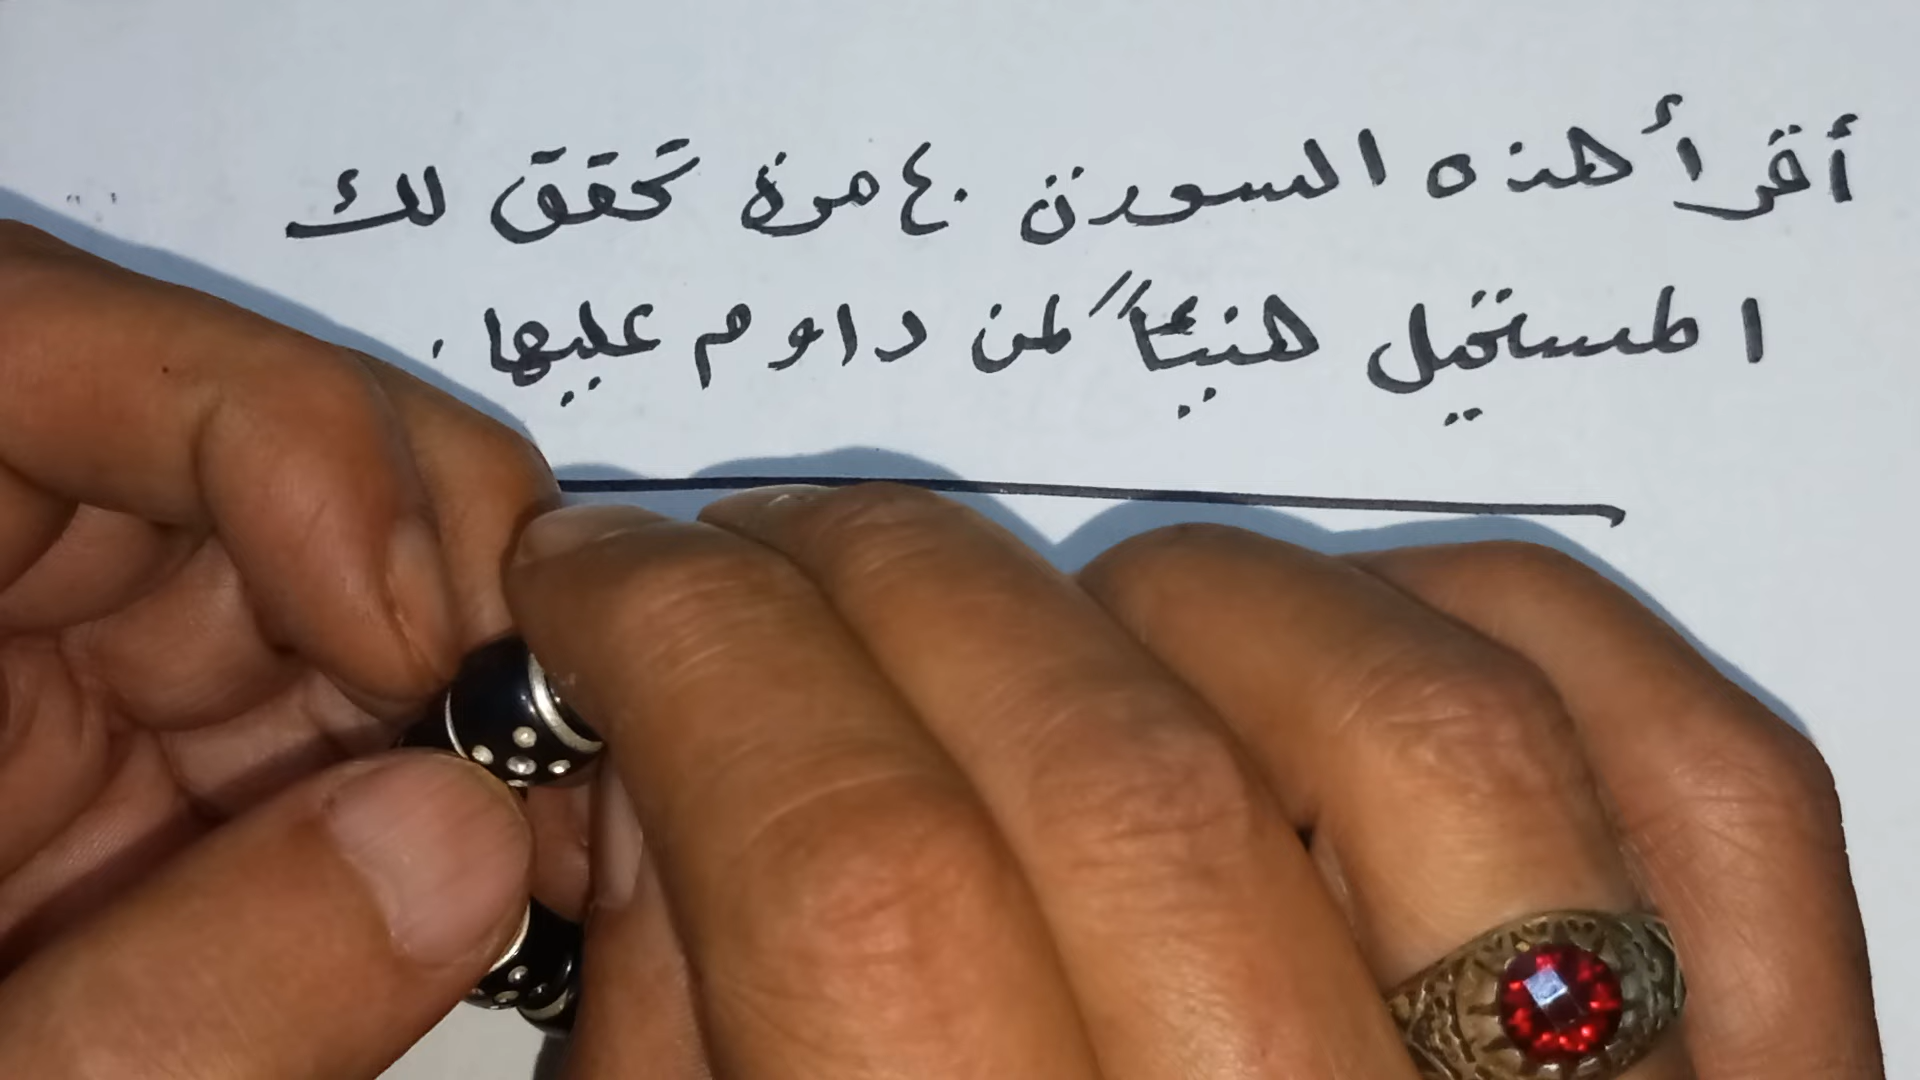 أقرأ هذه السورة ٤٠ مرة تحقق لك
المستحيل هنيئاً لمن داوم عليها .